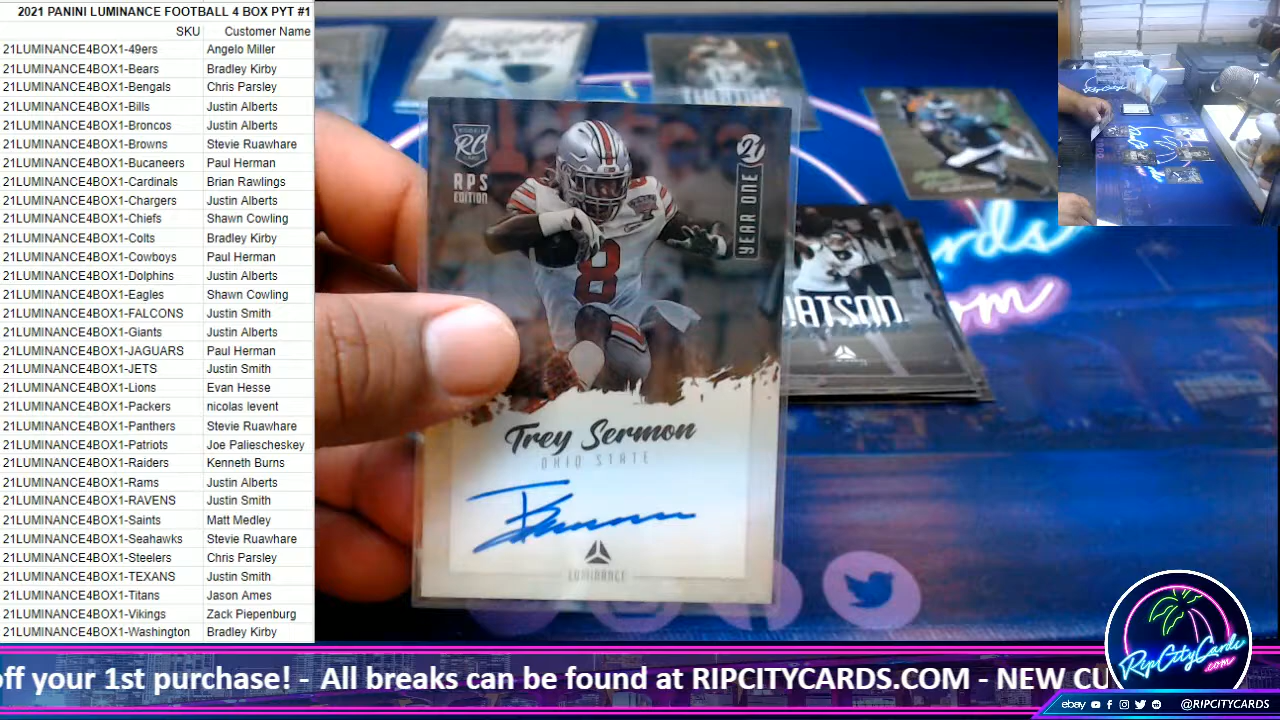 2021 PANINI LUMINANCE FOOTBALL 4 BOX PYT #1
SKU Customer Name
21LUMINANCE4BOX1-49ers Angelo Miller
21LUMINANCE4BOX1-Bears Bradley Kirby
21LUMINANCE4BOX1-Bengals Chris Parsley
21LUMINANCE4BOX1-Bills Justin Alberts
21LUMINANCE4BOX1-Broncos Justin Alberts
21LUMINANCE4BOX1-Browns Stevie Ruawhare
21LUMINANCE4BOX1-Bucaneers Paul Herman
21LUMINANCE4BOX1-Cardinals Brian Rawlings
21LUMINANCE4BOX1-Chargers Justin Alberts
21LUMINANCE4BOX1-Chiefs Shawn Cowling
21LUMINANCE4BOX1-Colts Bradley Kirby
21LUMINANCE4BOX1-Cowboys Paul Herman
21LUMINANCE4BOX1-Dolphins Justin Alberts
21LUMINANCE4BOX1-Eagles Shawn Cowling
21LUMINANCE4BOX1-FALCONS Justin Smith
21LUMINANCE4BOX1-Giants Justin Alberts
21LUMINANCE4BOX1-JAGUARS Paul Herman
21LUMINANCE4BOX1-JETS Justin Smith
21LUMINANCE4BOX1-Lions Evan Hesse
21LUMINANCE4BOX1-Packers nicolas levent
21LUMINANCE4BOX1-Panthers Stevie Ruawhare
21LUMINANCE4BOX1-Patriots Joe Paliescheskey
21LUMINANCE4BOX1-Raiders Kenneth Burns
21LUMINANCE4BOX1-Rams Justin Alberts
21LUMINANCE4BOX1-RAVENS Justin Smith
21LUMINANCE4BOX1-Saints Matt Medley
21LUMINANCE4BOX1-Seahawks Stevie Ruawhare
21LUMINANCE4BOX1-Steelers Chris Parsley
21LUMINANCE4BOX1-TEXANS Justin Smith
21LUMINANCE4BOX1-Titans Jason Ames
21LUMINANCE4BOX1-Vikings Zack Piepenburg
21LUMINANCE4BOX1-Washington Bradley Kirby
RC
RPS
EDITION
21
YEAR ONE
8
Trey Sermon
OHIO STATE
LUMINANCE
WATSON
off your 1st purchase! - All breaks can be found at RIPCITYCARDS.COM - NEW CU
RipCityCards
.com
ebay @RIPCITYCARDS